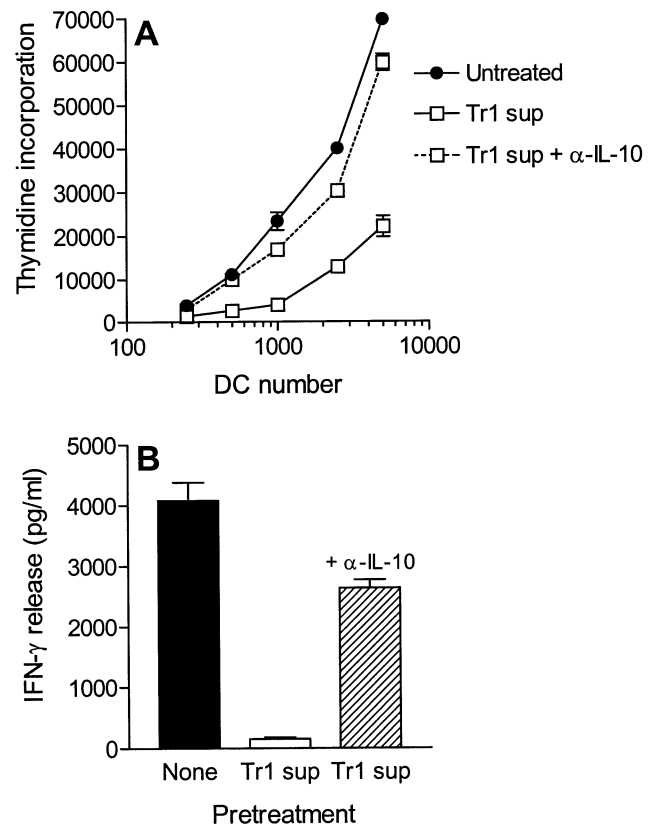 A
Thymidine incorporation
70000
60000
50000
40000
30000
20000
10000
0
100 1000 10000
DC number
Untreated
Tr1 sup
Tr1 sup + α-IL-10
B
IFN-γ release (pg/ml)
5000
4000
3000
2000
1000
0
+ α-IL-10
None Tr1 sup Tr1 sup
Pretreatment